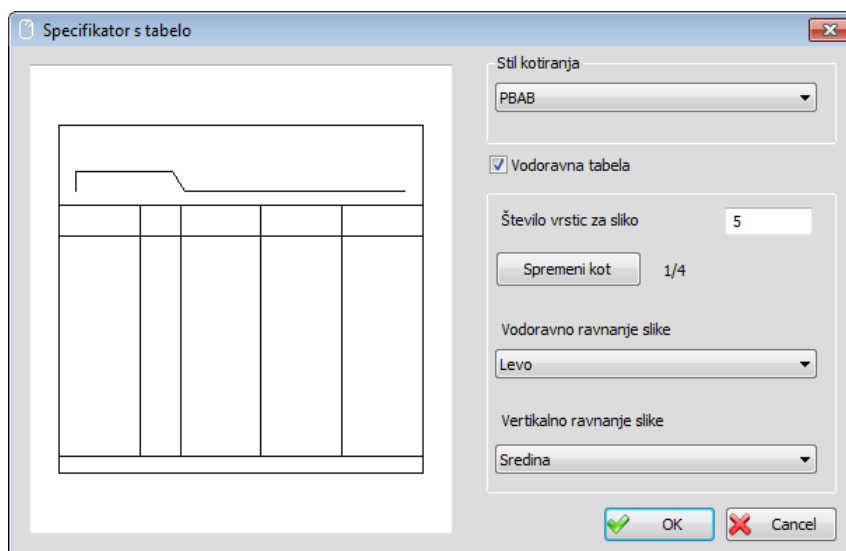 Specifikator s tabelo
Stil kotiranja
PBAB
Vodoravna tabela
Število vrstic za sliko 5
Spremeni kot 1/4
Vodoravno ravnanje slike
Levo
Vertikalno ravnanje slike
Sredina
OK Cancel